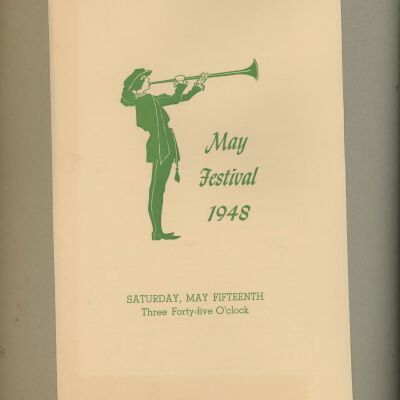 May
Festival
1948
SATURDAY, MAY FIFTEENTH
Three Forty-five O'clock